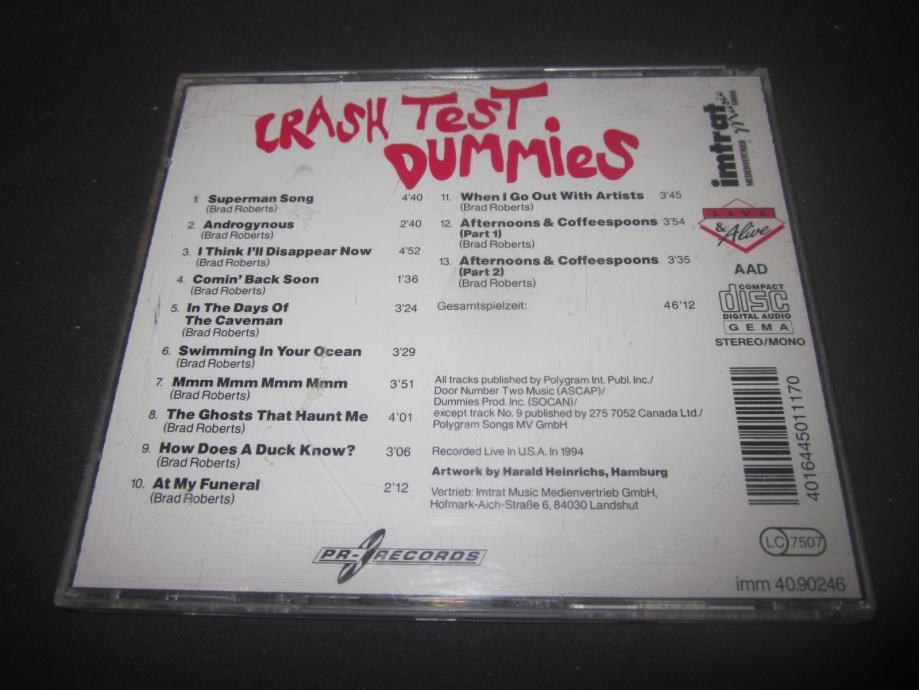 CRASH TEST
DUMMIES
1. Superman Song 4'40
(Brad Roberts)
2. Androgynous 2'40
(Brad Roberts)
3. I Think I'll Disappear Now 4'52
(Brad Roberts)
4. Comin' Back Soon 1'36
(Brad Roberts)
5. In The Days Of
The Caveman 3'24
(Brad Roberts)
6. Swimming In Your Ocean 3'29
(Brad Roberts)
7. Mmm Mmm Mmm Mmm 3'51
(Brad Roberts)
8. The Ghosts That Haunt Me 4'01
(Brad Roberts)
9. How Does A Duck Know? 3'06
(Brad Roberts)
10. At My Funeral 2'12
(Brad Roberts)
11. When I Go Out With Artists 3'45
(Brad Roberts)
12. Afternoons & Coffeespoons 3'54
(Part 1)
(Brad Roberts)
13. Afternoons & Coffeespoons 3'35
(Part 2)
(Brad Roberts)
Gesamtspielzeit: 46'12
All tracks published by Polygram Int. Publ. Inc./
Door Number Two Music (ASCAP)/
Dummies Prod. Inc. (SOCAN)/
except track No. 9 published by 275 7052 Canada Ltd./
Polygram Songs MV GmbH
Recorded Live In U.S.A. In 1994
Artwork by Harald Heinrichs, Hamburg
Vertrieb: Imtrat Music Medienvertrieb GmbH,
Hofmark-Aich-Straße 6, 84030 Landshut
PR-RECORDS
imtrat
Music
MEDIENVERTRIEB GMBH
LIVE
& Alive
AAD
COMPACT
disc
DIGITAL AUDIO
GEMA
STEREO/MONO
4016445011170
LC 7507
imm 40.90246